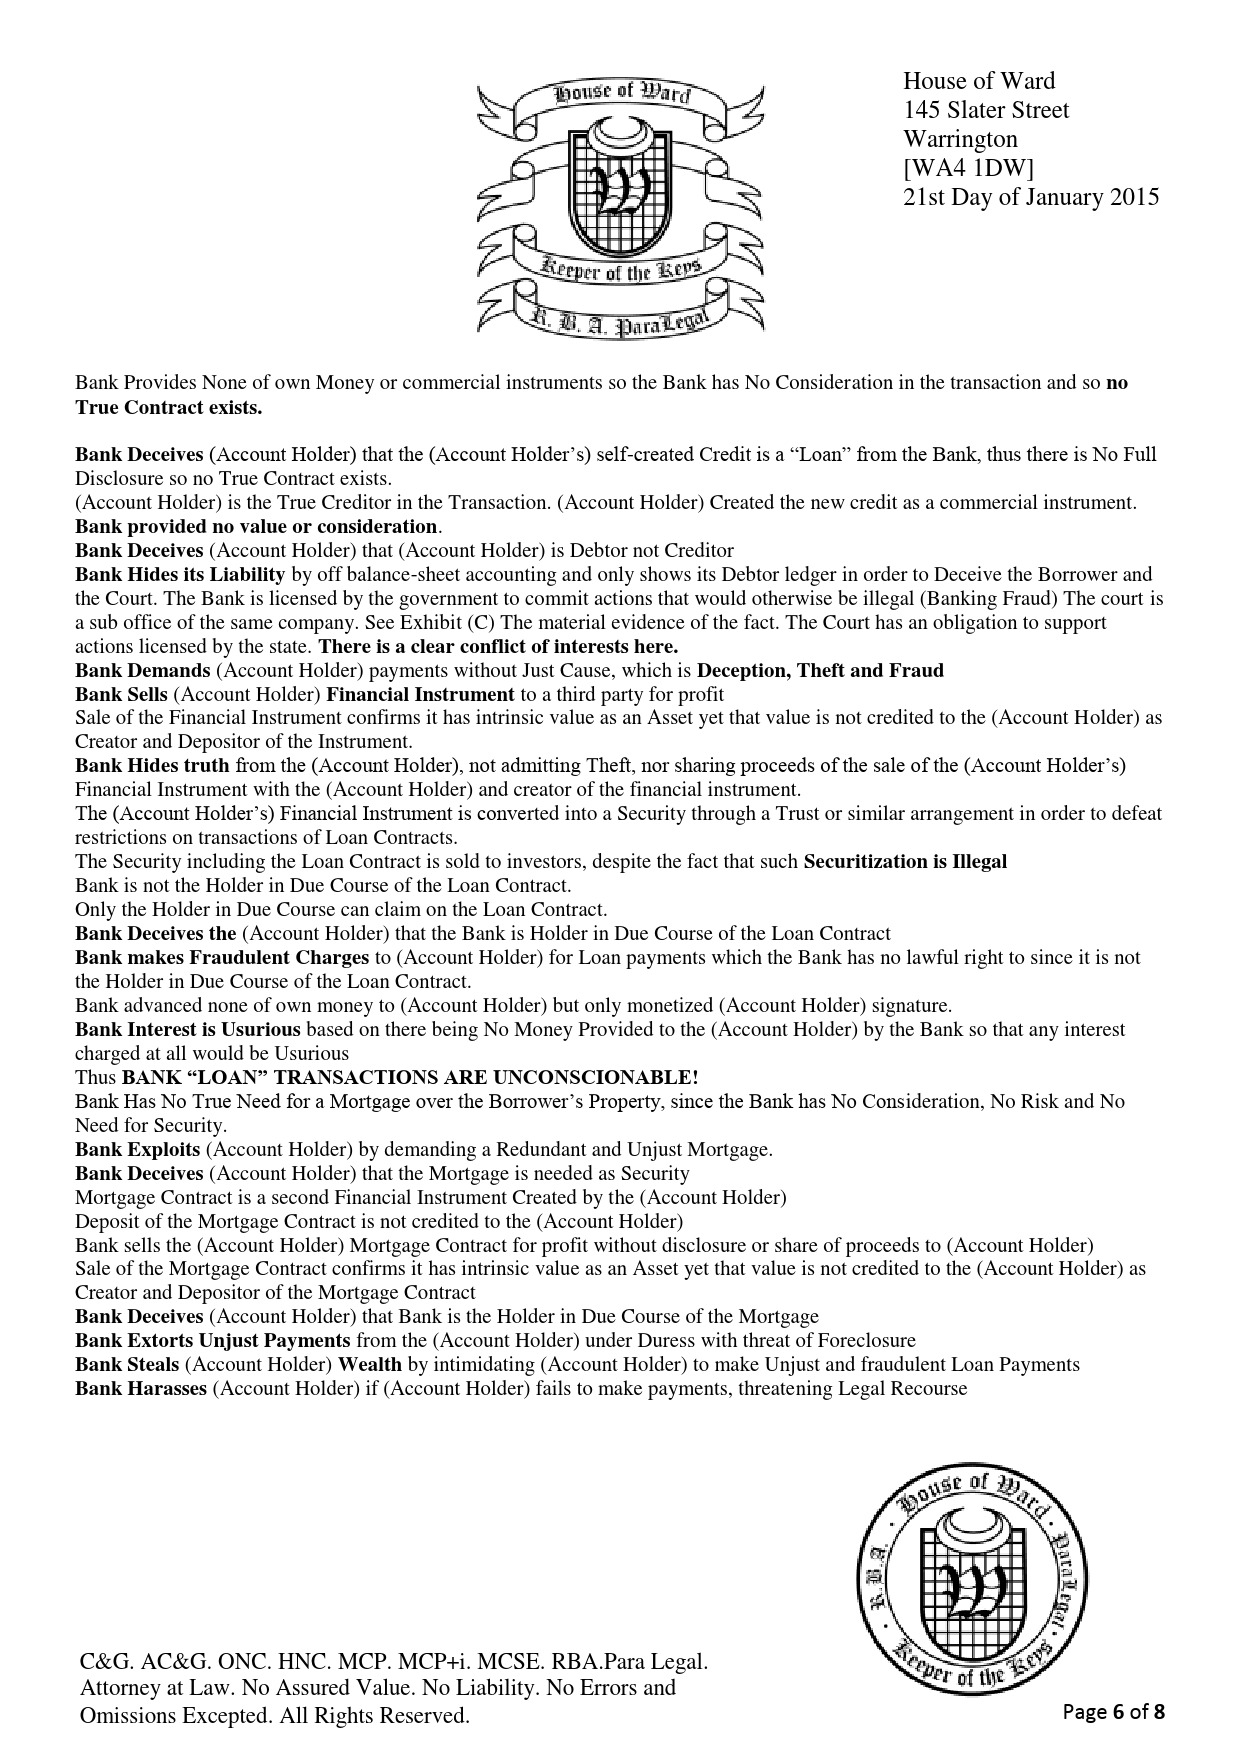 House of Ward
145 Slater Street
Warrington
[WA4 1DW]
21st Day of January 2015
House of Ward
W
Keeper of the Keys
R. B. A. ParaLegal
Bank Provides None of own Money or commercial instruments so the Bank has No Consideration in the transaction and so no
True Contract exists.
Bank Deceives (Account Holder) that the (Account Holder’s) self-created Credit is a “Loan” from the Bank, thus there is No Full
Disclosure so no True Contract exists.
(Account Holder) is the True Creditor in the Transaction. (Account Holder) Created the new credit as a commercial instrument.
Bank provided no value or consideration.
Bank Deceives (Account Holder) that (Account Holder) is Debtor not Creditor
Bank Hides its Liability by off balance-sheet accounting and only shows its Debtor ledger in order to Deceive the Borrower and
the Court. The Bank is licensed by the government to commit actions that would otherwise be illegal (Banking Fraud) The court is
a sub office of the same company. See Exhibit (C) The material evidence of the fact. The Court has an obligation to support
actions licensed by the state. There is a clear conflict of interests here.
Bank Demands (Account Holder) payments without Just Cause, which is Deception, Theft and Fraud
Bank Sells (Account Holder) Financial Instrument to a third party for profit
Sale of the Financial Instrument confirms it has intrinsic value as an Asset yet that value is not credited to the (Account Holder) as
Creator and Depositor of the Instrument.
Bank Hides truth from the (Account Holder), not admitting Theft, nor sharing proceeds of the sale of the (Account Holder’s)
Financial Instrument with the (Account Holder) and creator of the financial instrument.
The (Account Holder’s) Financial Instrument is converted into a Security through a Trust or similar arrangement in order to defeat
restrictions on transactions of Loan Contracts.
The Security including the Loan Contract is sold to investors, despite the fact that such Securitization is Illegal
Bank is not the Holder in Due Course of the Loan Contract.
Only the Holder in Due Course can claim on the Loan Contract.
Bank Deceives the (Account Holder) that the Bank is Holder in Due Course of the Loan Contract
Bank makes Fraudulent Charges to (Account Holder) for Loan payments which the Bank has no lawful right to since it is not
the Holder in Due Course of the Loan Contract.
Bank advanced none of own money to (Account Holder) but only monetized (Account Holder) signature.
Bank Interest is Usurious based on there being No Money Provided to the (Account Holder) by the Bank so that any interest
charged at all would be Usurious
Thus BANK “LOAN” TRANSACTIONS ARE UNCONSCIONABLE!
Bank Has No True Need for a Mortgage over the Borrower’s Property, since the Bank has No Consideration, No Risk and No
Need for Security.
Bank Exploits (Account Holder) by demanding a Redundant and Unjust Mortgage.
Bank Deceives (Account Holder) that the Mortgage is needed as Security
Mortgage Contract is a second Financial Instrument Created by the (Account Holder)
Deposit of the Mortgage Contract is not credited to the (Account Holder)
Bank sells the (Account Holder) Mortgage Contract for profit without disclosure or share of proceeds to (Account Holder)
Sale of the Mortgage Contract confirms it has intrinsic value as an Asset yet that value is not credited to the (Account Holder) as
Creator and Depositor of the Mortgage Contract
Bank Deceives (Account Holder) that Bank is the Holder in Due Course of the Mortgage
Bank Extorts Unjust Payments from the (Account Holder) under Duress with threat of Foreclosure
Bank Steals (Account Holder) Wealth by intimidating (Account Holder) to make Unjust and fraudulent Loan Payments
Bank Harasses (Account Holder) if (Account Holder) fails to make payments, threatening Legal Recourse
· House of Ward · ParaLegal · Keeper of the Keys · R.B.A.
W
C&G. AC&G. ONC. HNC. MCP. MCP+i. MCSE. RBA.Para Legal.
Attorney at Law. No Assured Value. No Liability. No Errors and
Omissions Excepted. All Rights Reserved.
Page 6 of 8